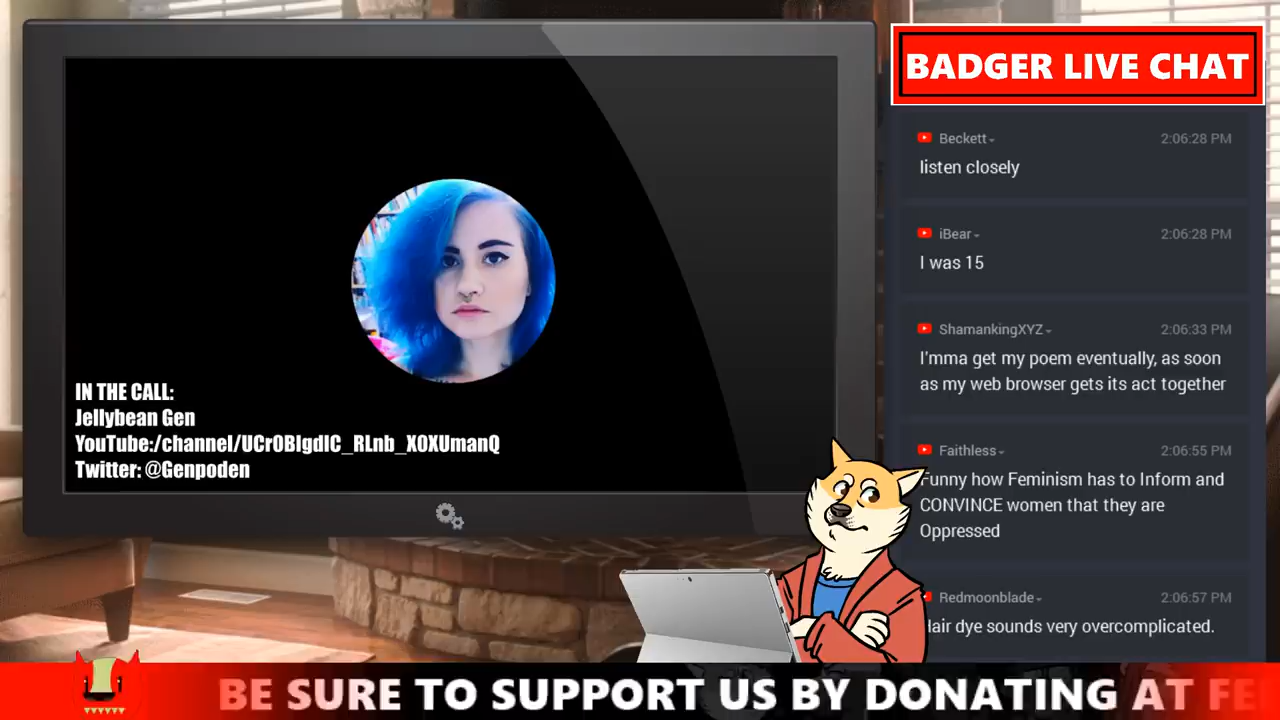 BADGER LIVE CHAT
Beckett
2:06:28 PM
listen closely
iBear
2:06:28 PM
I was 15
ShamankingXYZ
2:06:33 PM
I'mma get my poem eventually, as soon
as my web browser gets its act together
Faithless
2:06:55 PM
Funny how Feminism has to Inform and
CONVINCE women that they are
Oppressed
Redmoonblade
2:06:57 PM
Hair dye sounds very overcomplicated.
IN THE CALL:
Jellybean Gen
YouTube:/channel/UCrOBIgdIC_RLnb_XOXUmanQ
Twitter: @Genpoden
BE SURE TO SUPPORT US BY DONATING AT FE